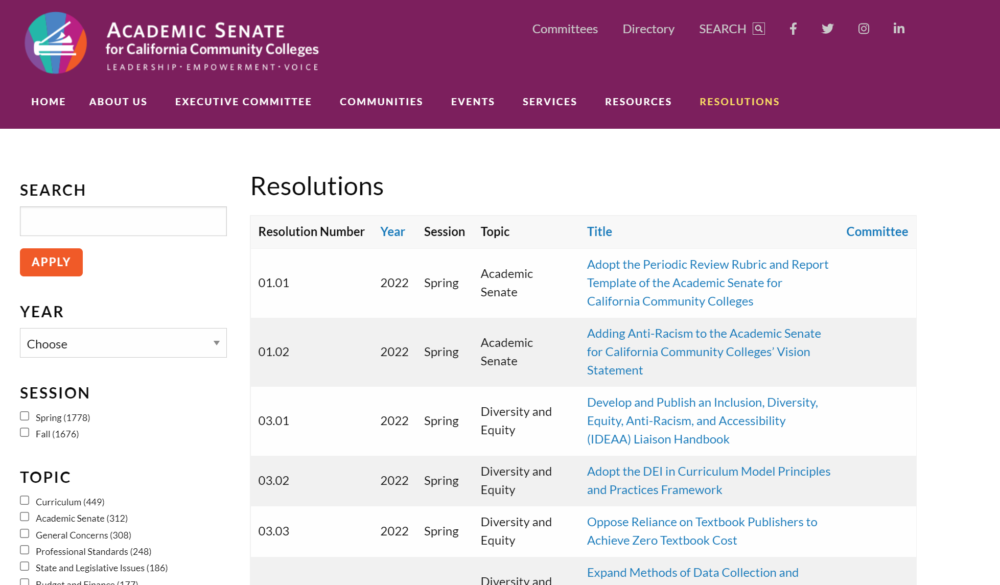 ACADEMIC SENATE
for California Community Colleges
LEADERSHIP · EMPOWERMENT · VOICE
Committees Directory SEARCH
HOME ABOUT US EXECUTIVE COMMITTEE COMMUNITIES EVENTS SERVICES RESOURCES RESOLUTIONS
SEARCH
APPLY
YEAR
Choose
SESSION
Spring (1778)
Fall (1676)
TOPIC
Curriculum (449)
Academic Senate (312)
General Concerns (308)
Professional Standards (248)
State and Legislative Issues (186)
Budget and Finance (177)
Resolutions
Resolution Number Year Session Topic Title Committee
01.01 2022 Spring Academic
Senate
Adopt the Periodic Review Rubric and Report
Template of the Academic Senate for
California Community Colleges
01.02 2022 Spring Academic
Senate
Adding Anti-Racism to the Academic Senate
for California Community Colleges’ Vision
Statement
03.01 2022 Spring Diversity and
Equity
Develop and Publish an Inclusion, Diversity,
Equity, Anti-Racism, and Accessibility
(IDEAA) Liaison Handbook
03.02 2022 Spring Diversity and
Equity
Adopt the DEI in Curriculum Model Principles
and Practices Framework
03.03 2022 Spring Diversity and
Equity
Oppose Reliance on Textbook Publishers to
Achieve Zero Textbook Cost
Diversity and
Expand Methods of Data Collection and